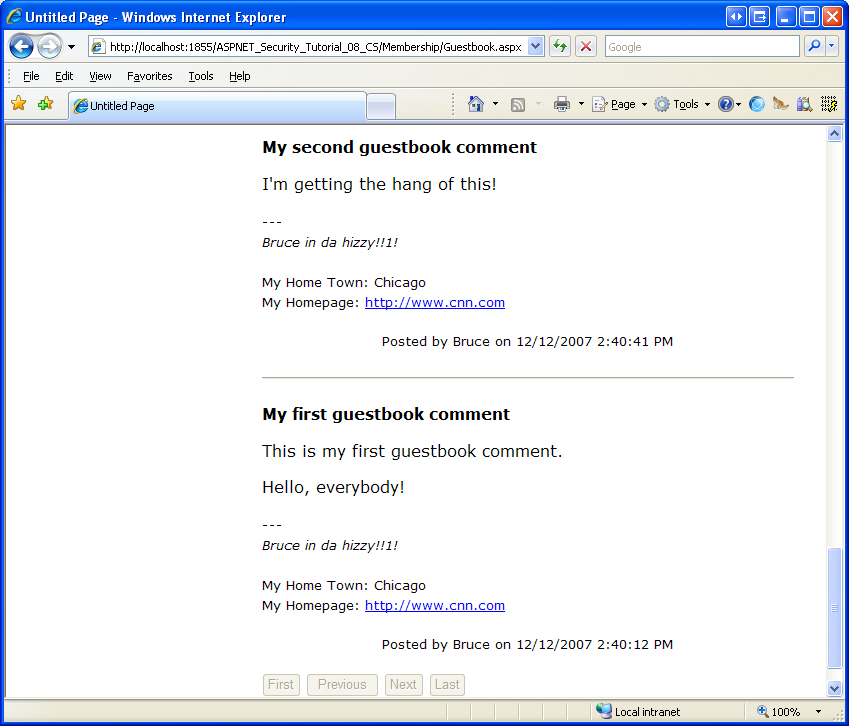 Untitled Page - Windows Internet Explorer
http://localhost:1855/ASPNET_Security_Tutorial_08_CS/Membership/Guestbook.aspx
Google
File Edit View Favorites Tools Help
Untitled Page
Page Tools
My second guestbook comment
I'm getting the hang of this!
---
Bruce in da hizzy!!1!
My Home Town: Chicago
My Homepage: http://www.cnn.com
Posted by Bruce on 12/12/2007 2:40:41 PM
My first guestbook comment
This is my first guestbook comment.
Hello, everybody!
---
Bruce in da hizzy!!1!
My Home Town: Chicago
My Homepage: http://www.cnn.com
Posted by Bruce on 12/12/2007 2:40:12 PM
First Previous Next Last
Local intranet 100%